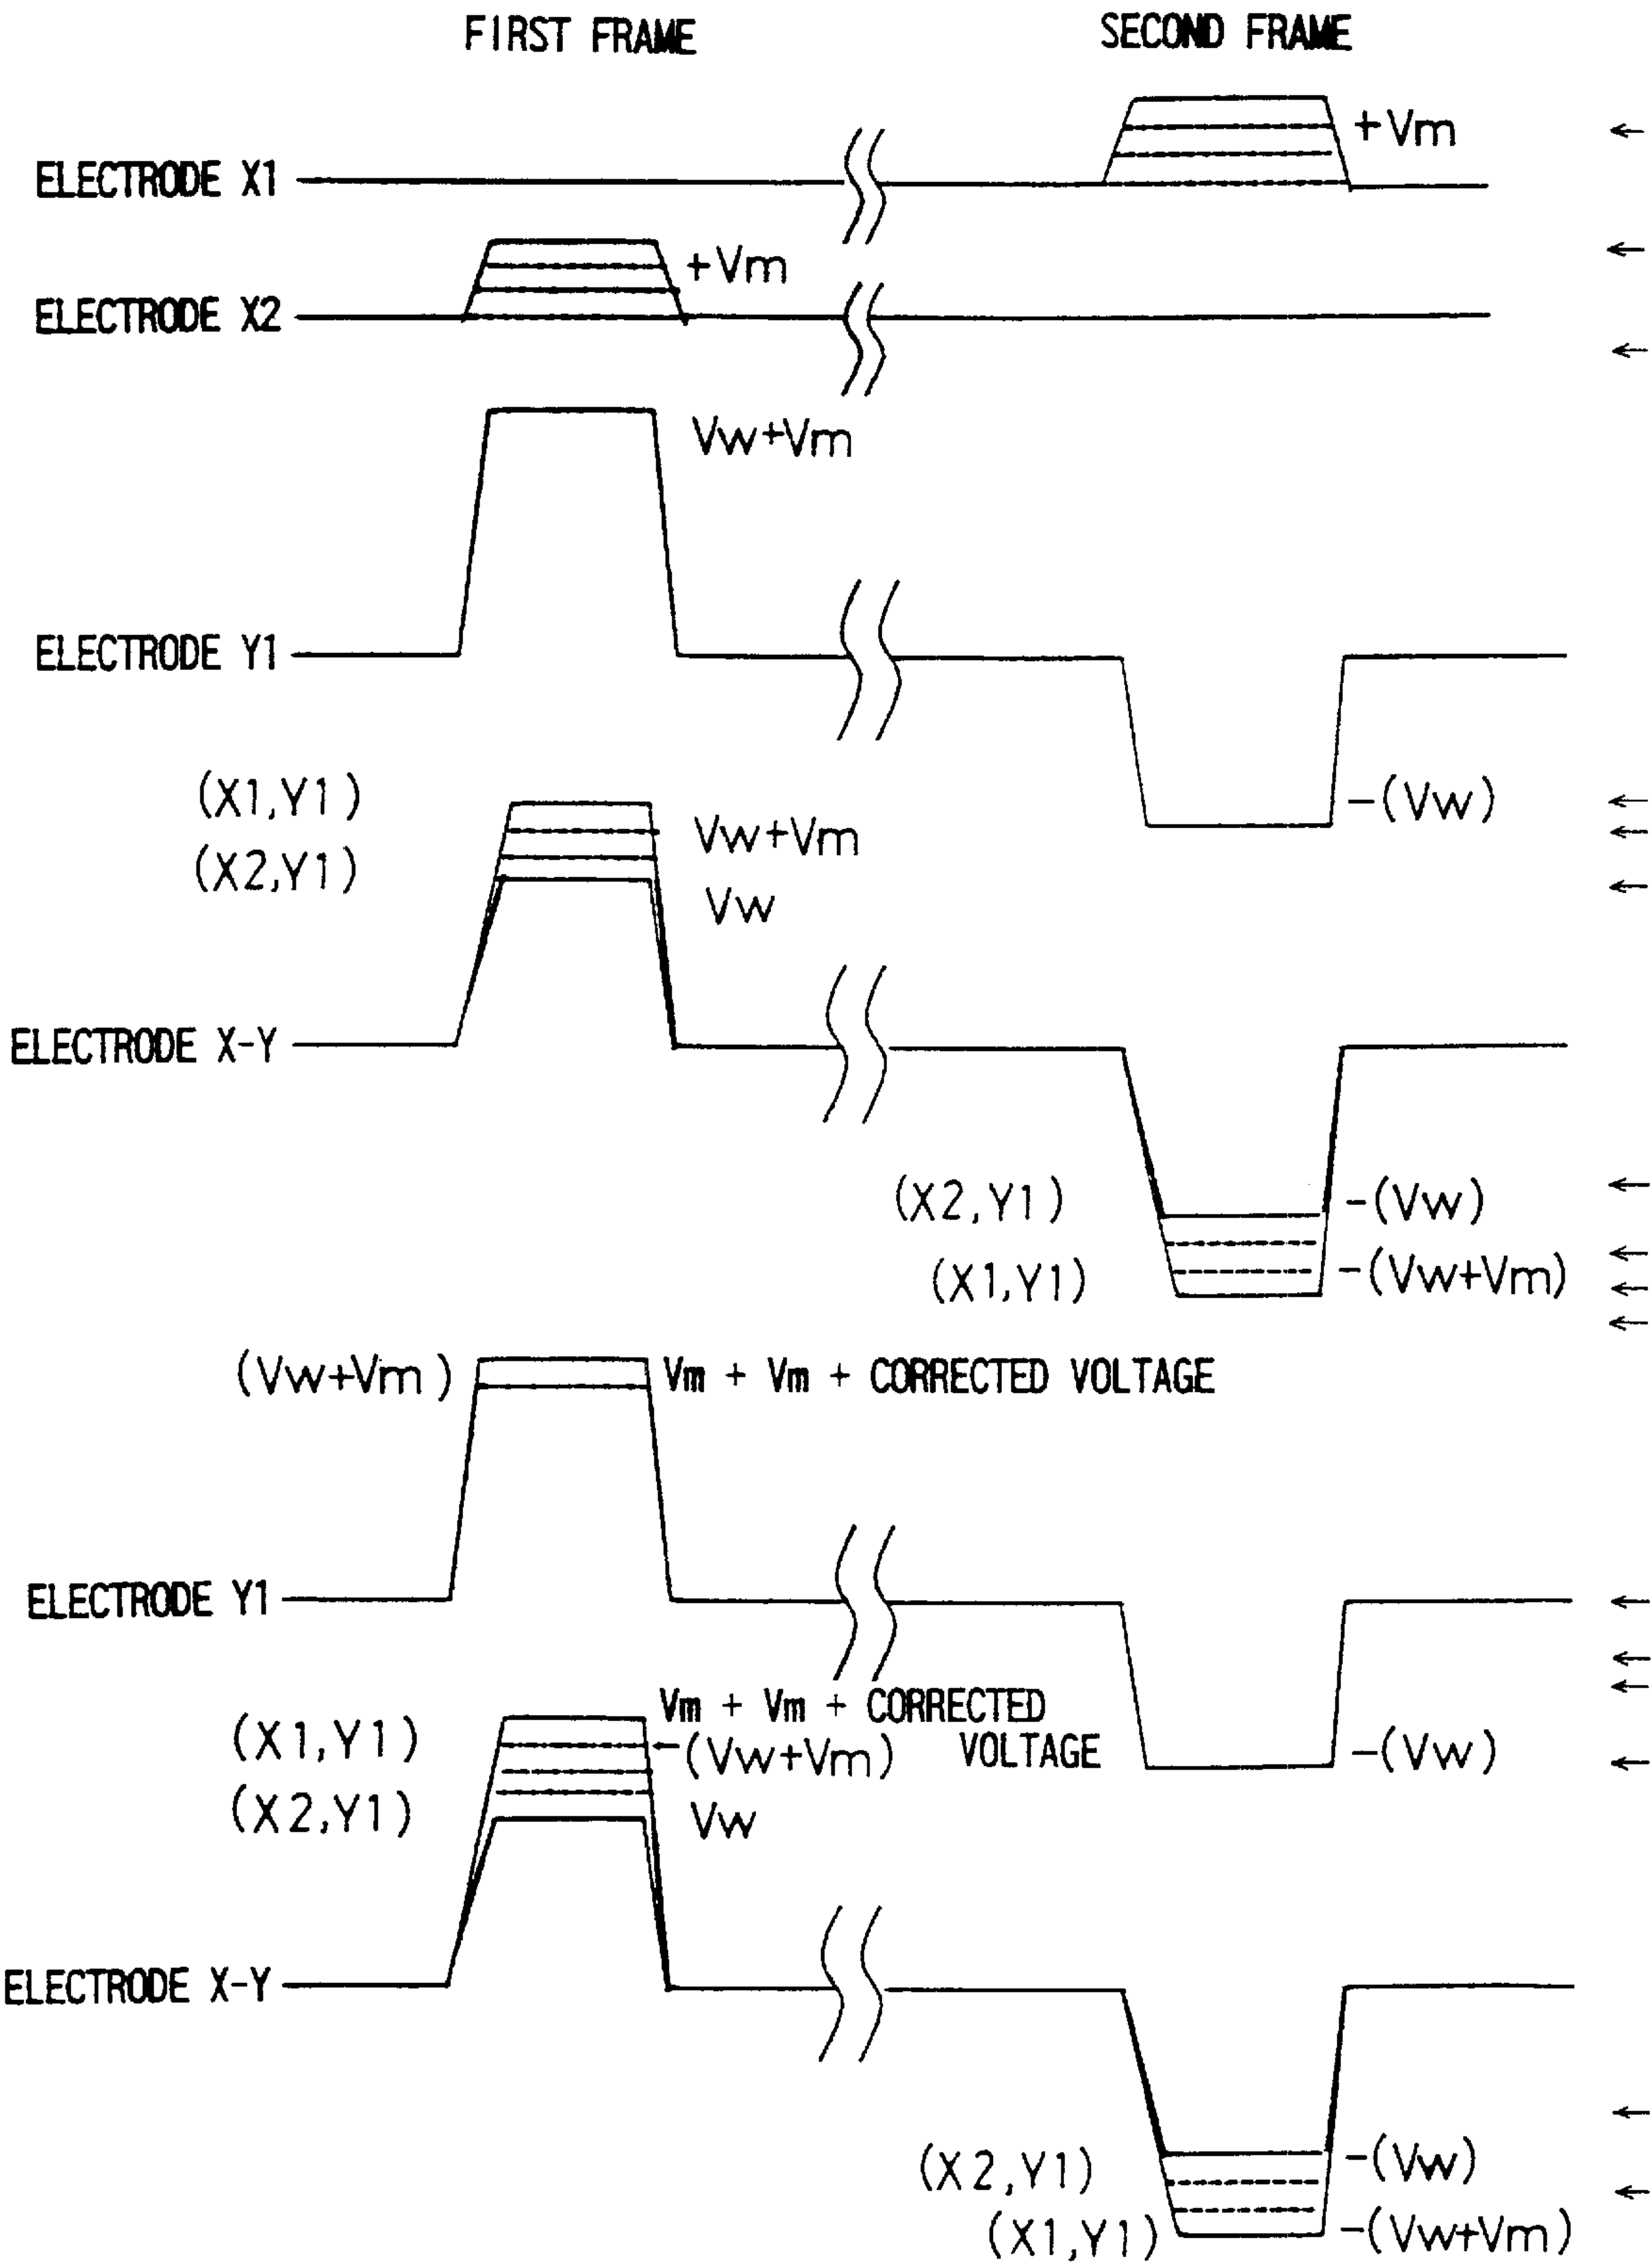 FIRST FRAME SECOND FRAME
+Vm
ELECTRODE X1
+Vm
ELECTRODE X2
Vw+Vm
ELECTRODE Y1
(X1,Y1) -(Vw)
Vw+Vm
(X2,Y1)
Vw
ELECTRODE X-Y
(X2,Y1) -(Vw)
(X1,Y1) -(Vw+Vm)
(Vw+Vm) Vm + Vm + CORRECTED VOLTAGE
ELECTRODE Y1
Vm + Vm + CORRECTED
VOLTAGE
(X1,Y1) ←(Vw+Vm) -(Vw)
(X2,Y1) Vw
ELECTRODE X-Y
(X2,Y1) -(Vw)
(X1,Y1) -(Vw+Vm)